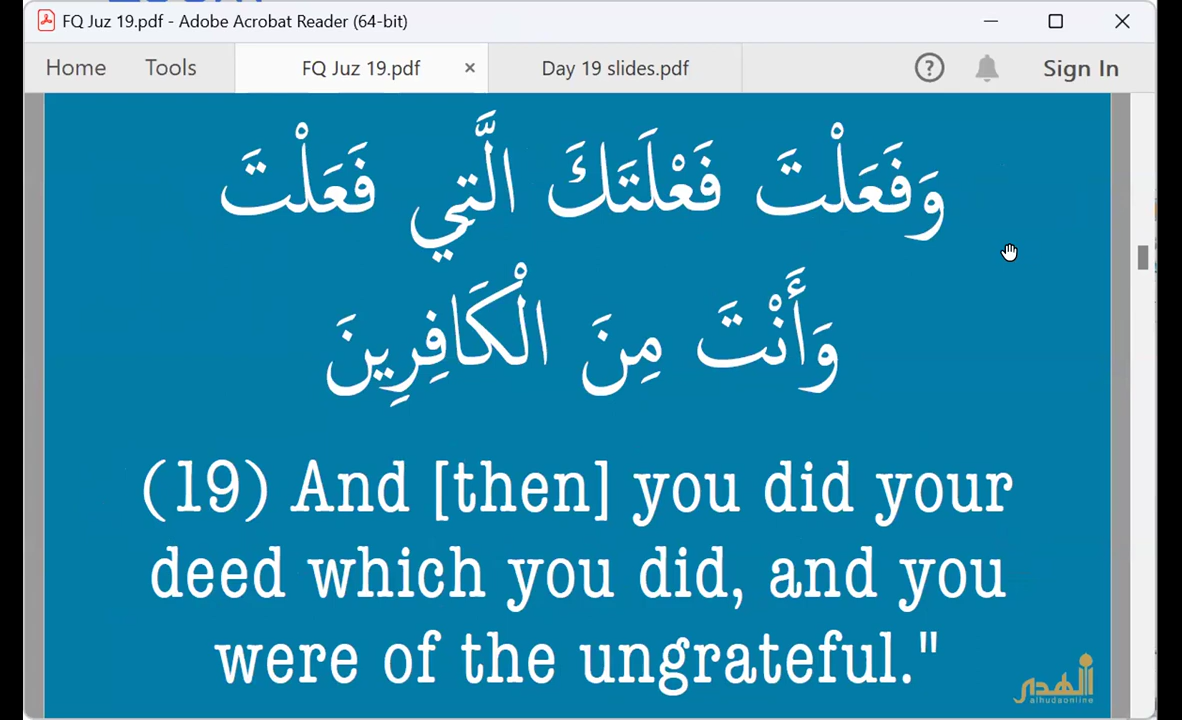 FQ Juz 19.pdf - Adobe Acrobat Reader (64-bit)
Home Tools FQ Juz 19.pdf × Day 19 slides.pdf ? Sign In
وَفَعَلْتَ فَعْلَتَكَ الَّتِي فَعَلْتَ
وَأَنْتَ مِنَ الْكَافِرِينَ
(19) And [then] you did your
deed which you did, and you
were of the ungrateful."
الهدى
alhudaonline